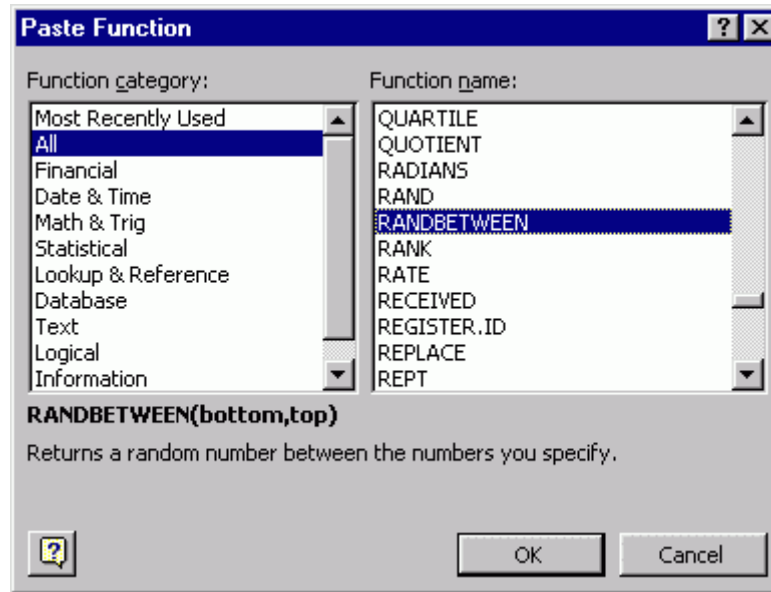 Paste Function
Function category:
Most Recently Used
All
Financial
Date & Time
Math & Trig
Statistical
Lookup & Reference
Database
Text
Logical
Information
Function name:
QUARTILE
QUOTIENT
RADIANS
RAND
RANDBETWEEN
RANK
RATE
RECEIVED
REGISTER.ID
REPLACE
REPT
RANDBETWEEN(bottom,top)
Returns a random number between the numbers you specify.
OK
Cancel